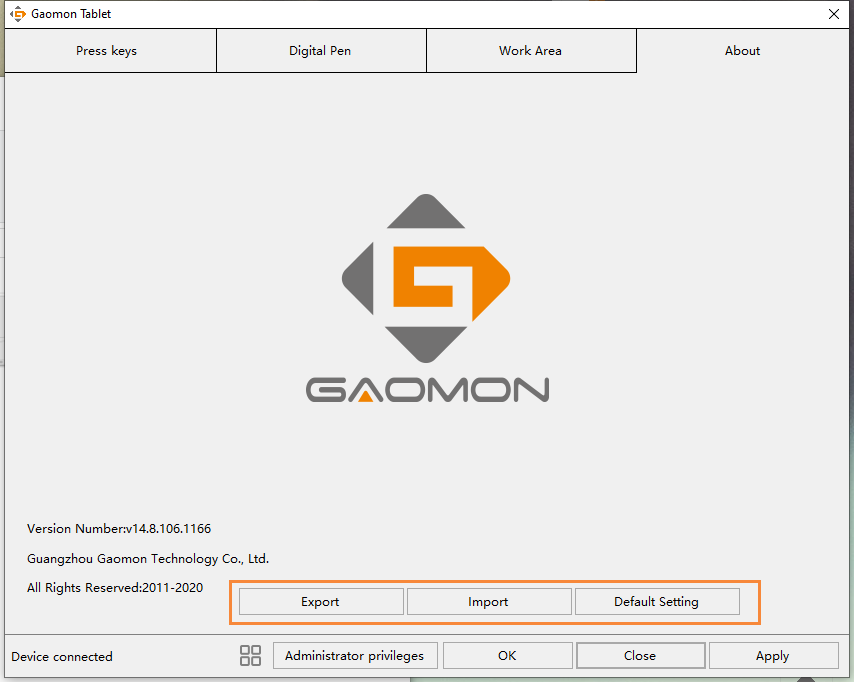 Gaomon Tablet
Press keys
Digital Pen
Work Area
About
GAOMON
Version Number:v14.8.106.1166
Guangzhou Gaomon Technology Co., Ltd.
All Rights Reserved:2011-2020
Export
Import
Default Setting
Device connected
Administrator privileges
OK
Close
Apply